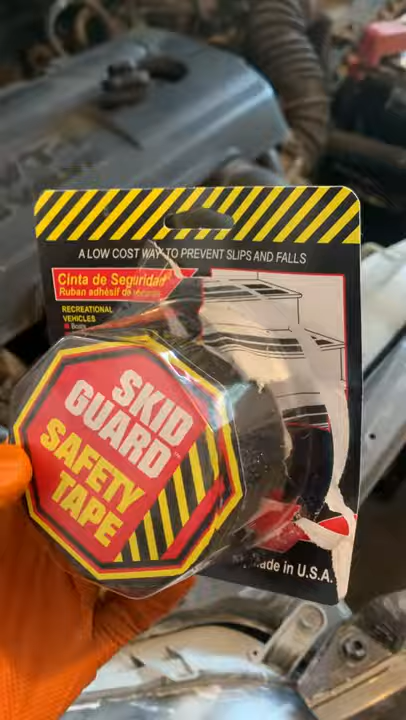 A LOW COST WAY TO PREVENT SLIPS AND FALLS
Cinta de Seguridad
Ruban adhésif de
RECREATIONAL
VEHICLES
Boats
SKID
GUARD
SAFETY
TAPE
Made in U.S.A.